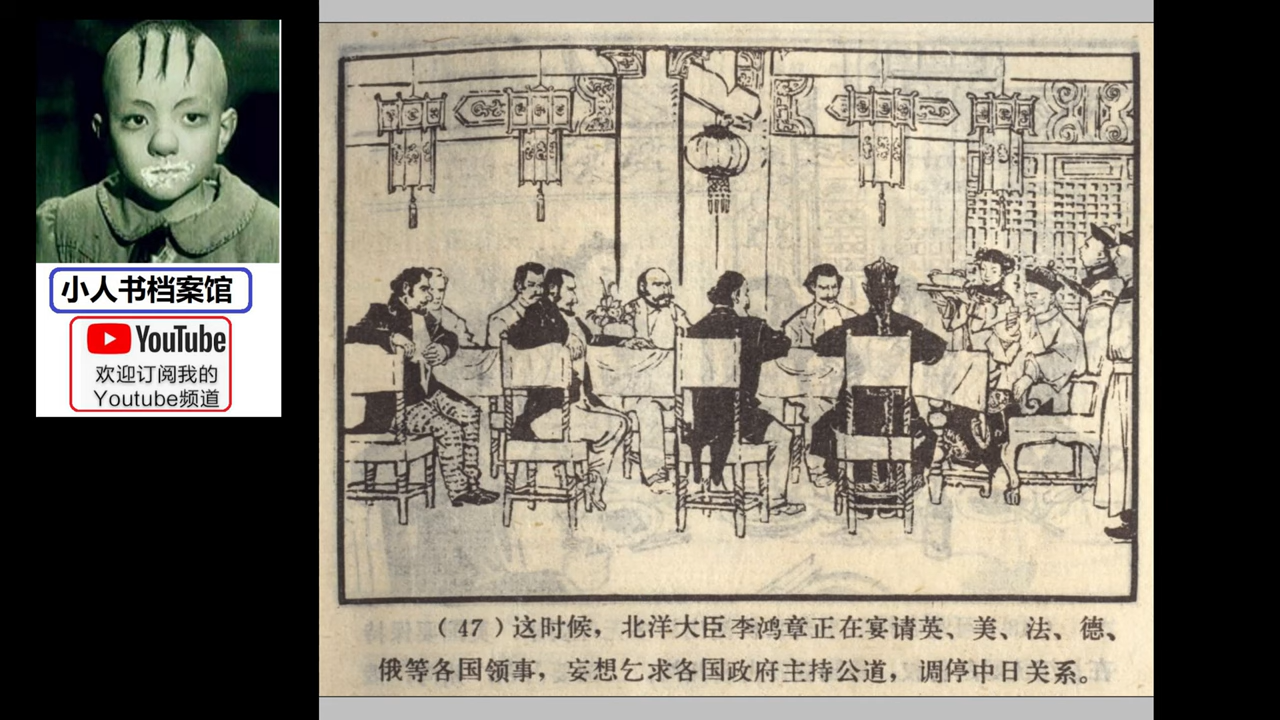 小人书档案馆
YouTube
欢迎订阅我的
Youtube频道
（47）这时候，北洋大臣李鸿章正在宴请英、美、法、德、
俄等各国领事，妄想乞求各国政府主持公道，调停中日关系。